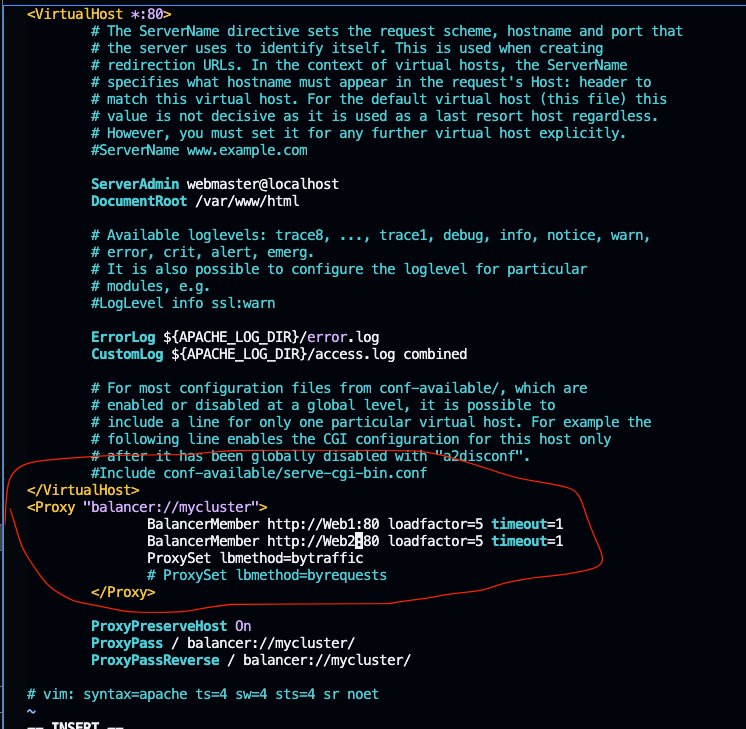 <VirtualHost *:80>
# The ServerName directive sets the request scheme, hostname and port that
# the server uses to identify itself. This is used when creating
# redirection URLs. In the context of virtual hosts, the ServerName
# specifies what hostname must appear in the request's Host: header to
# match this virtual host. For the default virtual host (this file) this
# value is not decisive as it is used as a last resort host regardless.
# However, you must set it for any further virtual host explicitly.
#ServerName www.example.com
ServerAdmin webmaster@localhost
DocumentRoot /var/www/html
# Available loglevels: trace8, ..., trace1, debug, info, notice, warn,
# error, crit, alert, emerg.
# It is also possible to configure the loglevel for particular
# modules, e.g.
#LogLevel info ssl:warn
ErrorLog ${APACHE_LOG_DIR}/error.log
CustomLog ${APACHE_LOG_DIR}/access.log combined
# For most configuration files from conf-available/, which are
# enabled or disabled at a global level, it is possible to
# include a line for only one particular virtual host. For example the
# following line enables the CGI configuration for this host only
# after it has been globally disabled with "a2disconf".
#Include conf-available/serve-cgi-bin.conf
</VirtualHost>
<Proxy "balancer://mycluster">
BalancerMember http://Web1:80 loadfactor=5 timeout=1
BalancerMember http://Web2:80 loadfactor=5 timeout=1
ProxySet lbmethod=bytraffic
# ProxySet lbmethod=byrequests
</Proxy>
ProxyPreserveHost On
ProxyPass / balancer://mycluster/
ProxyPassReverse / balancer://mycluster/
# vim: syntax=apache ts=4 sw=4 sts=4 sr noet
~
-- INSERT --